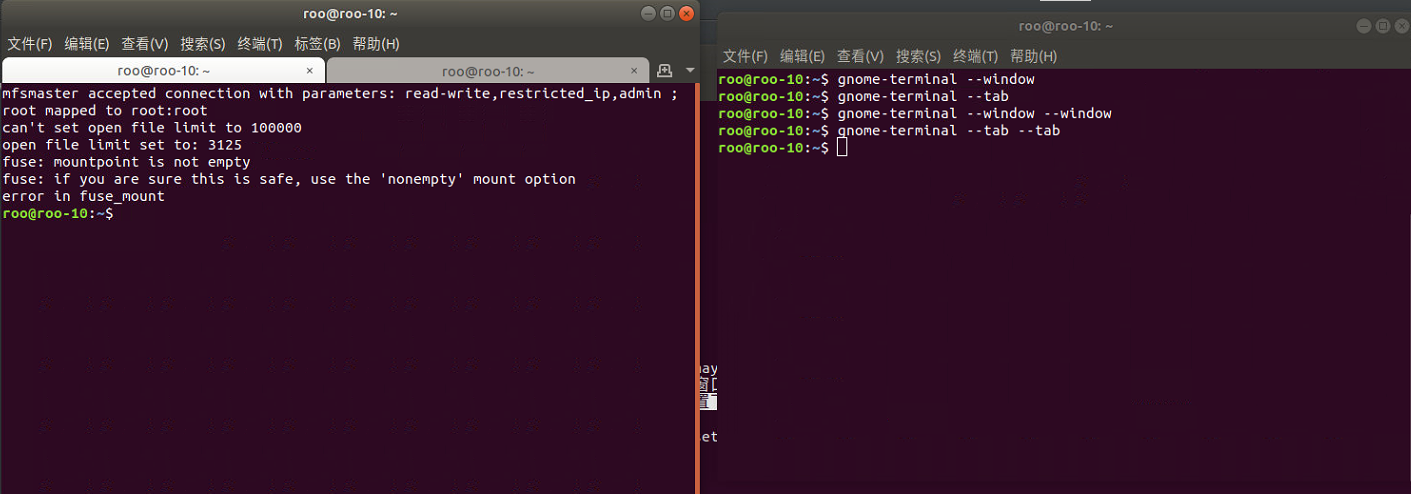 roo@roo-10: ~
文件(F) 编辑(E) 查看(V) 搜索(S) 终端(T) 标签(B) 帮助(H)
roo@roo-10: ~ × roo@roo-10: ~ ×
mfsmaster accepted connection with parameters: read-write,restricted_ip,admin ;
root mapped to root:root
can't set open file limit to 100000
open file limit set to: 3125
fuse: mountpoint is not empty
fuse: if you are sure this is safe, use the 'nonempty' mount option
error in fuse_mount
roo@roo-10:~$
roo@roo-10: ~
文件(F) 编辑(E) 查看(V) 搜索(S) 终端(T) 帮助(H)
roo@roo-10:~$ gnome-terminal --window
roo@roo-10:~$ gnome-terminal --tab
roo@roo-10:~$ gnome-terminal --window --window
roo@roo-10:~$ gnome-terminal --tab --tab
roo@roo-10:~$